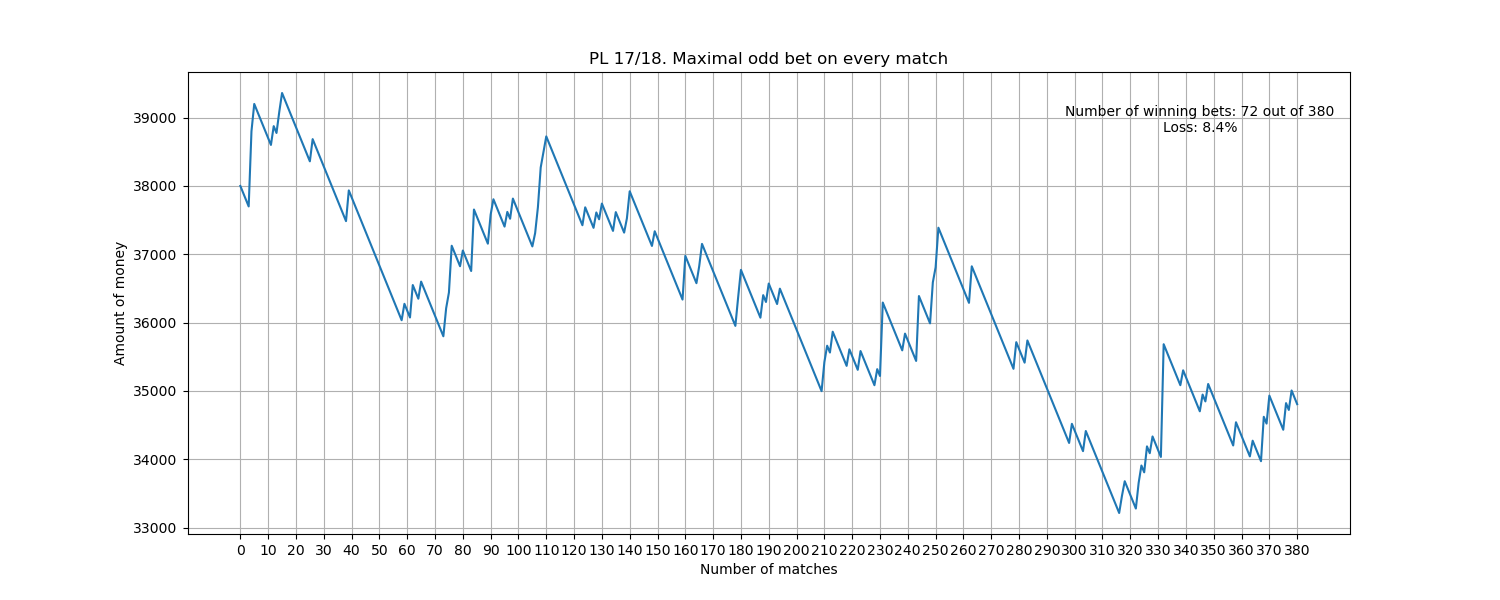 PL 17/18. Maximal odd bet on every match
Number of winning bets: 72 out of 380
Loss: 8.4%
Amount of money
39000
38000
37000
36000
35000
34000
33000
0 10 20 30 40 50 60 70 80 90 100 110 120 130 140 150 160 170 180 190 200 210 220 230 240 250 260 270 280 290 300 310 320 330 340 350 360 370 380
Number of matches